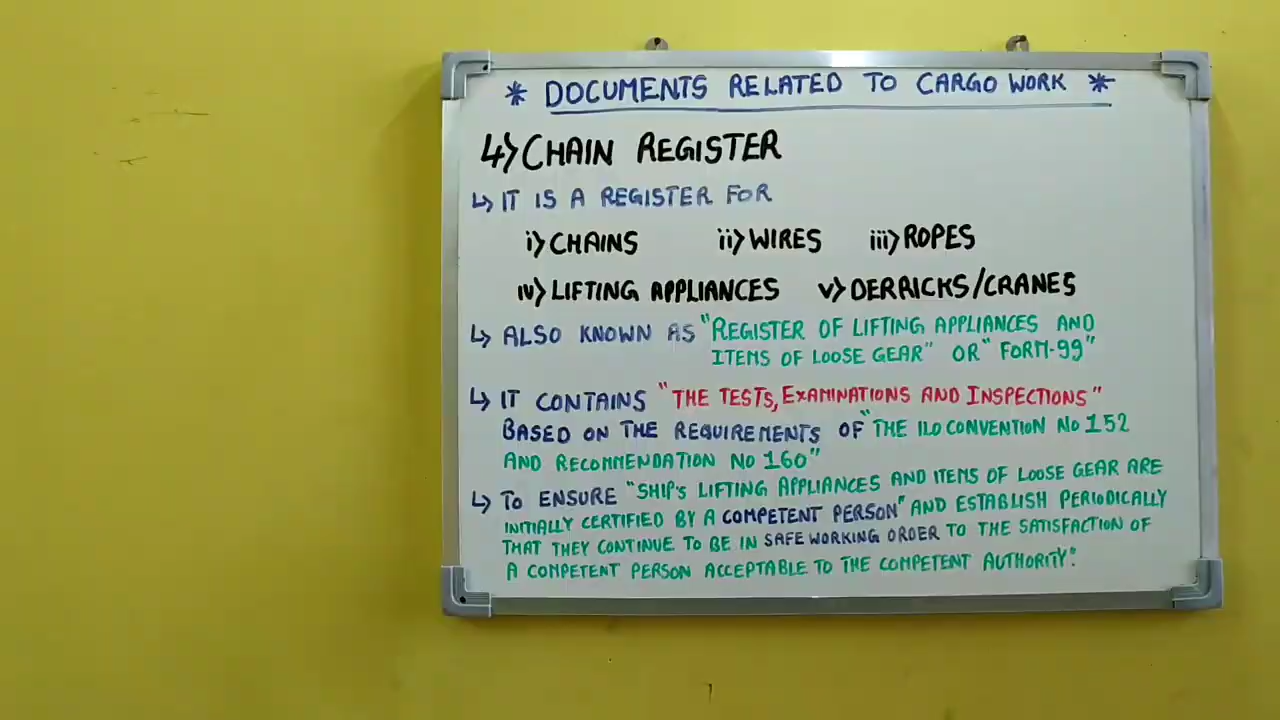 * DOCUMENTS RELATED TO CARGO WORK *
4> CHAIN REGISTER
↳ IT IS A REGISTER FOR
i> CHAINS ii> WIRES iii> ROPES
iv> LIFTING APPLIANCES v> DERRICKS/CRANES
↳ ALSO KNOWN AS "REGISTER OF LIFTING APPLIANCES AND
ITEMS OF LOOSE GEAR" OR "FORM-99"
↳ IT CONTAINS "THE TESTS, EXAMINATIONS AND INSPECTIONS"
BASED ON THE REQUIREMENTS OF "THE ILO CONVENTION NO 152
AND RECOMMENDATION NO 160"
↳ TO ENSURE "SHIP'S LIFTING APPLIANCES AND ITEMS OF LOOSE GEAR ARE
INITIALLY CERTIFIED BY A COMPETENT PERSON" AND ESTABLISH PERIODICALLY
THAT THEY CONTINUE TO BE IN SAFE WORKING ORDER TO THE SATISFACTION OF
A COMPETENT PERSON ACCEPTABLE TO THE COMPETENT AUTHORITY."